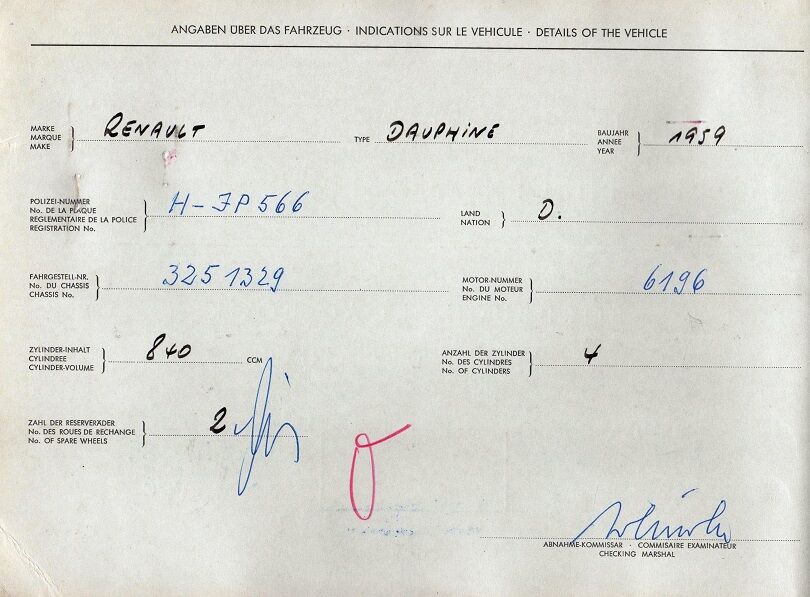 ANGABEN ÜBER DAS FAHRZEUG · INDICATIONS SUR LE VEHICULE · DETAILS OF THE VEHICLE
MARKE
MARQUE
MAKE
RENAULT
TYPE
DAUPHINE
BAUJAHR
ANNEE
YEAR
1959
POLIZEI-NUMMER
No. DE LA PLAQUE
REGLEMENTAIRE DE LA POLICE
REGISTRATION No.
H-JP 566
LAND
NATION
D.
FAHRGESTELL-NR.
No. DU CHASSIS
CHASSIS No.
3251329
MOTOR-NUMMER
No. DU MOTEUR
ENGINE No.
6196
ZYLINDER-INHALT
CYLINDREE
CYLINDER-VOLUME
840
CCM
ANZAHL DER ZYLINDER
No. DES CYLINDRES
No. OF CYLINDERS
4
ZAHL DER RESERVERÄDER
No. DES ROUES DE RECHANGE
No. OF SPARE WHEELS
2
ABNAHME-KOMMISSAR · COMMISAIRE EXAMINATEUR
CHECKING MARSHAL